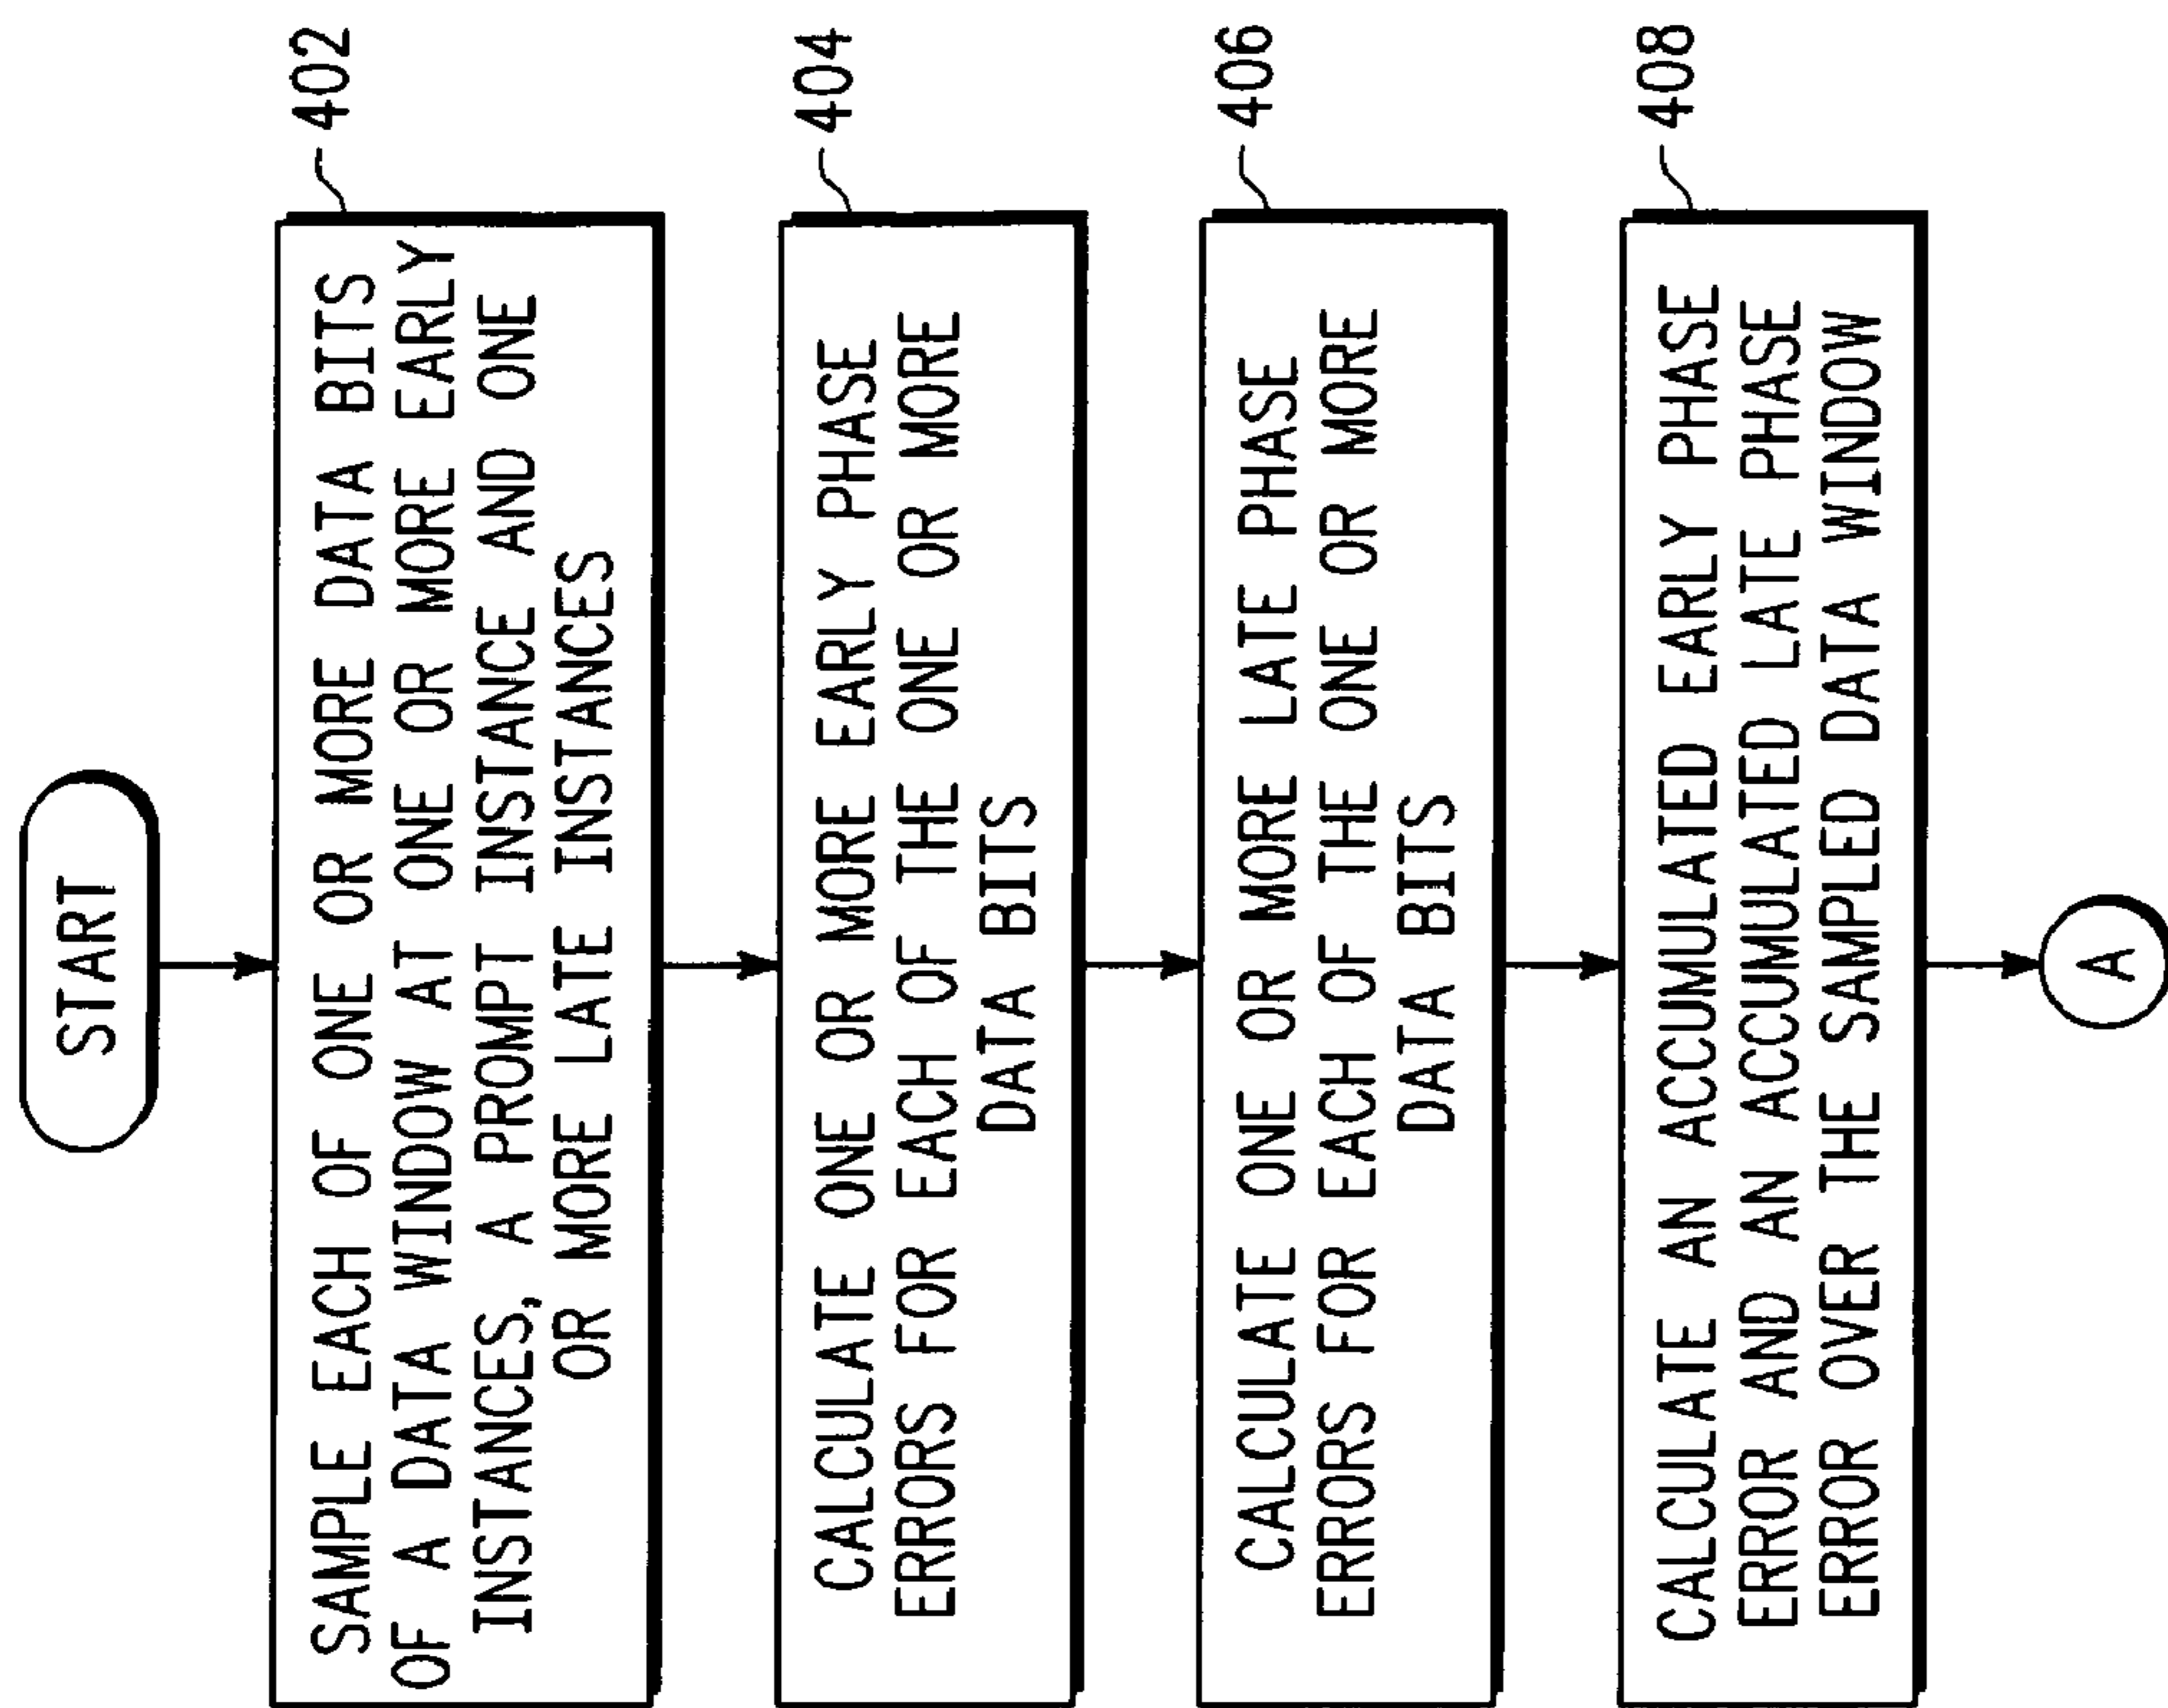 START
402
SAMPLE EACH OF ONE OR MORE DATA BITS
OF A DATA WINDOW AT ONE OR MORE EARLY
INSTANCES, A PROMPT INSTANCE AND ONE
OR MORE LATE INSTANCES
404
CALCULATE ONE OR MORE EARLY PHASE
ERRORS FOR EACH OF THE ONE OR MORE
DATA BITS
406
CALCULATE ONE OR MORE LATE PHASE
ERRORS FOR EACH OF THE ONE OR MORE
DATA BITS
408
CALCULATE AN ACCUMULATED EARLY PHASE
ERROR AND AN ACCUMULATED LATE PHASE
ERROR OVER THE SAMPLED DATA WINDOW
A